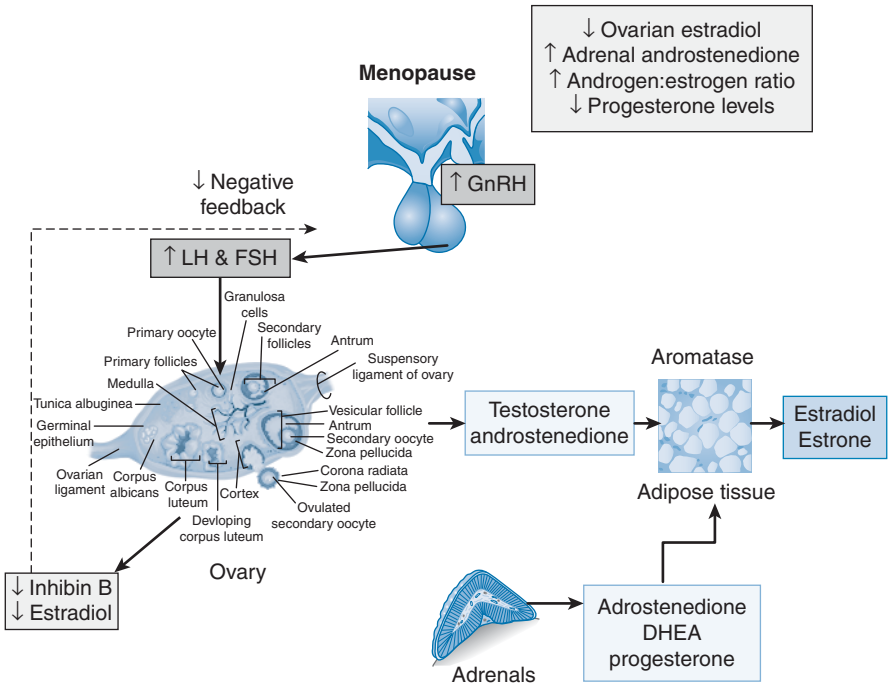 ↓ Ovarian estradiol
↑ Adrenal androstenedione
↑ Androgen:estrogen ratio
↓ Progesterone levels
Menopause
↑ GnRH
↓ Negative
feedback
↑ LH & FSH
Granulosa
cells
Primary oocyte
Secondary
follicles
Antrum
Primary follicles
Suspensory
ligament of ovary
Medulla
Tunica albuginea
Germinal
epithelium
Vesicular follicle
Antrum
Secondary oocyte
Zona pellucida
Ovarian
ligament
Corpus
albicans
Corpus
luteum
Cortex
Corona radiata
Zona pellucida
Devloping
corpus luteum
Ovulated
secondary oocyte
Ovary
↓ Inhibin B
↓ Estradiol
Testosterone
androstenedione
Aromatase
Adipose tissue
Estradiol
Estrone
Adrenals
Adrostenedione
DHEA
progesterone